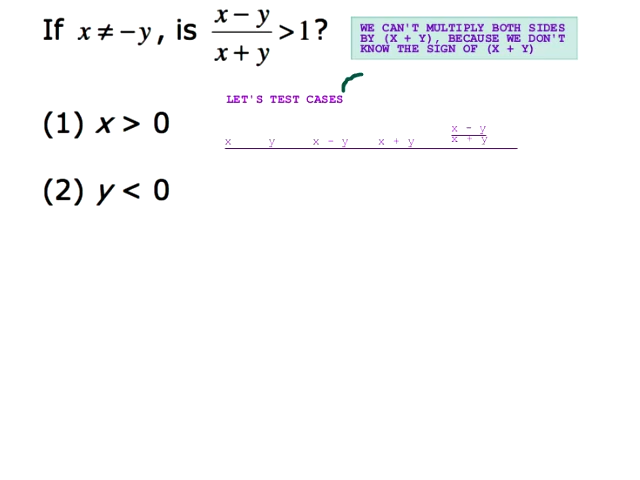 If x ≠ −y, is x − y / x + y > 1?
WE CAN'T MULTIPLY BOTH SIDES
BY (X + Y), BECAUSE WE DON'T
KNOW THE SIGN OF (X + Y)
LET'S TEST CASES
(1) x > 0
x y x - y x + y x - y / x + y
(2) y < 0